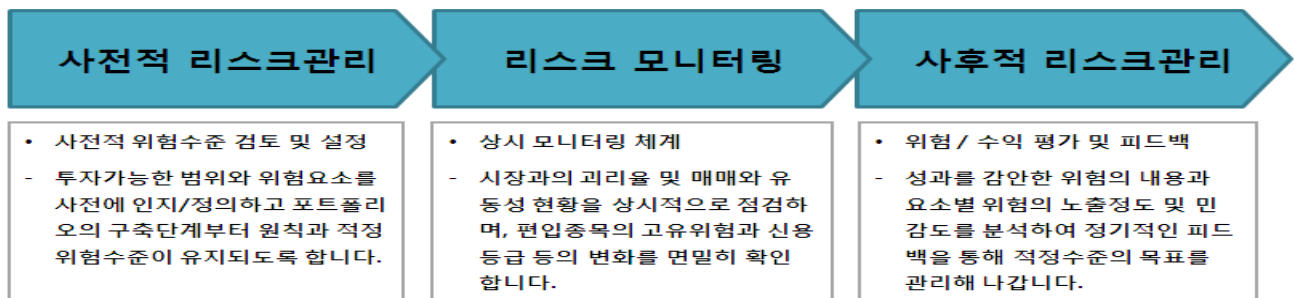 사전적 리스크관리
리스크 모니터링
사후적 리스크관리
• 사전적 위험수준 검토 및 설정
- 투자가능한 범위와 위험요소를
사전에 인지/정의하고 포트폴리
오의 구축단계부터 원칙과 적정
위험수준이 유지되도록 합니다.
• 상시 모니터링 체계
- 시장과의 괴리율 및 매매와 유
동성 현황을 상시적으로 점검하
며, 편입종목의 고유위험과 신용
등급 등의 변화를 면밀히 확인
합니다.
• 위험 / 수익 평가 및 피드백
- 성과를 감안한 위험의 내용과
요소별 위험의 노출정도 및 민
감도를 분석하여 정기적인 피드
백을 통해 적정수준의 목표를
관리해 나갑니다.